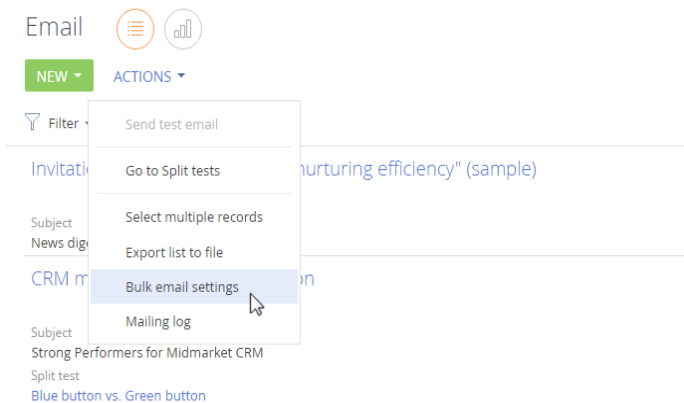 Email
NEW ACTIONS
Filter
Send test email
Invitati nurturing efficiency" (sample)
Go to Split tests
Select multiple records
Subject
News dige
Export list to file
CRM m on
Bulk email settings
Mailing log
Subject
Strong Performers for Midmarket CRM
Split test
Blue button vs. Green button